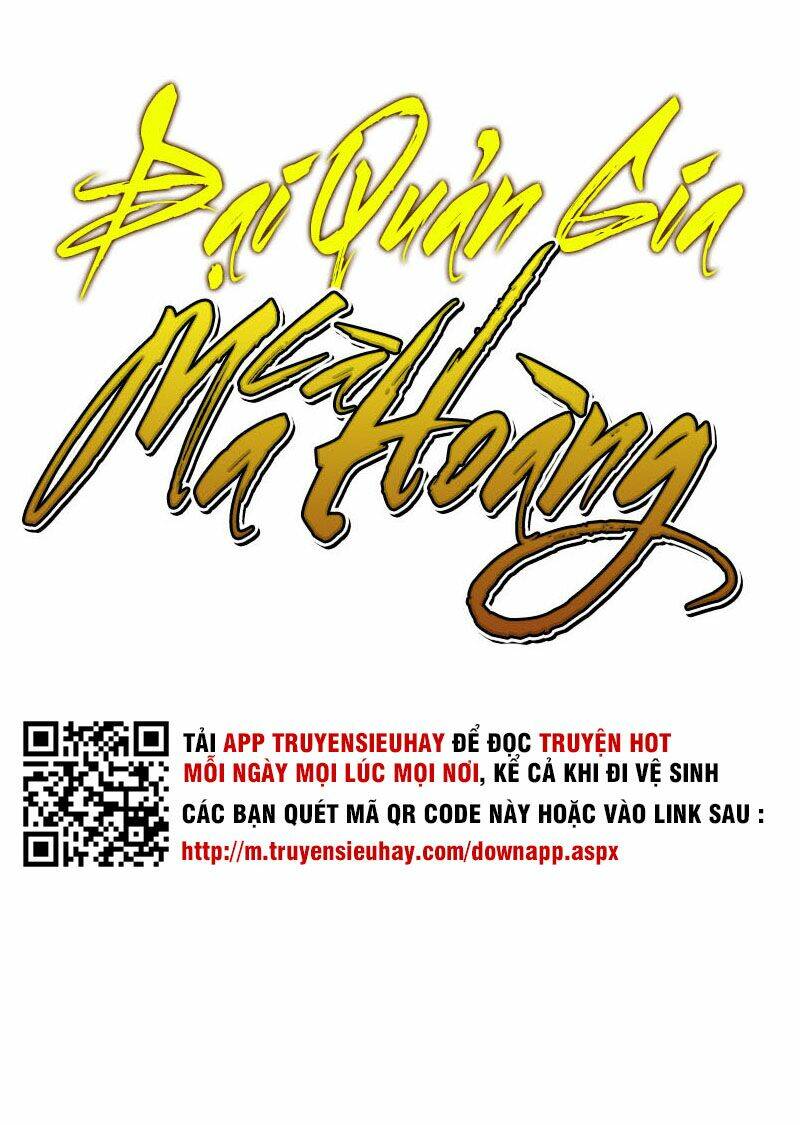 Đại Quản Gia
Là
Ma Hoàng
TẢI APP TRUYENSIEUHAY ĐỂ ĐỌC TRUYỆN HOT
MỖI NGÀY MỌI LÚC MỌI NƠI, KỂ CẢ KHI ĐI VỆ SINH
CÁC BẠN QUÉT MÃ QR CODE NÀY HOẶC VÀO LINK SAU :
http://m.truyensieuhay.com/downapp.aspx